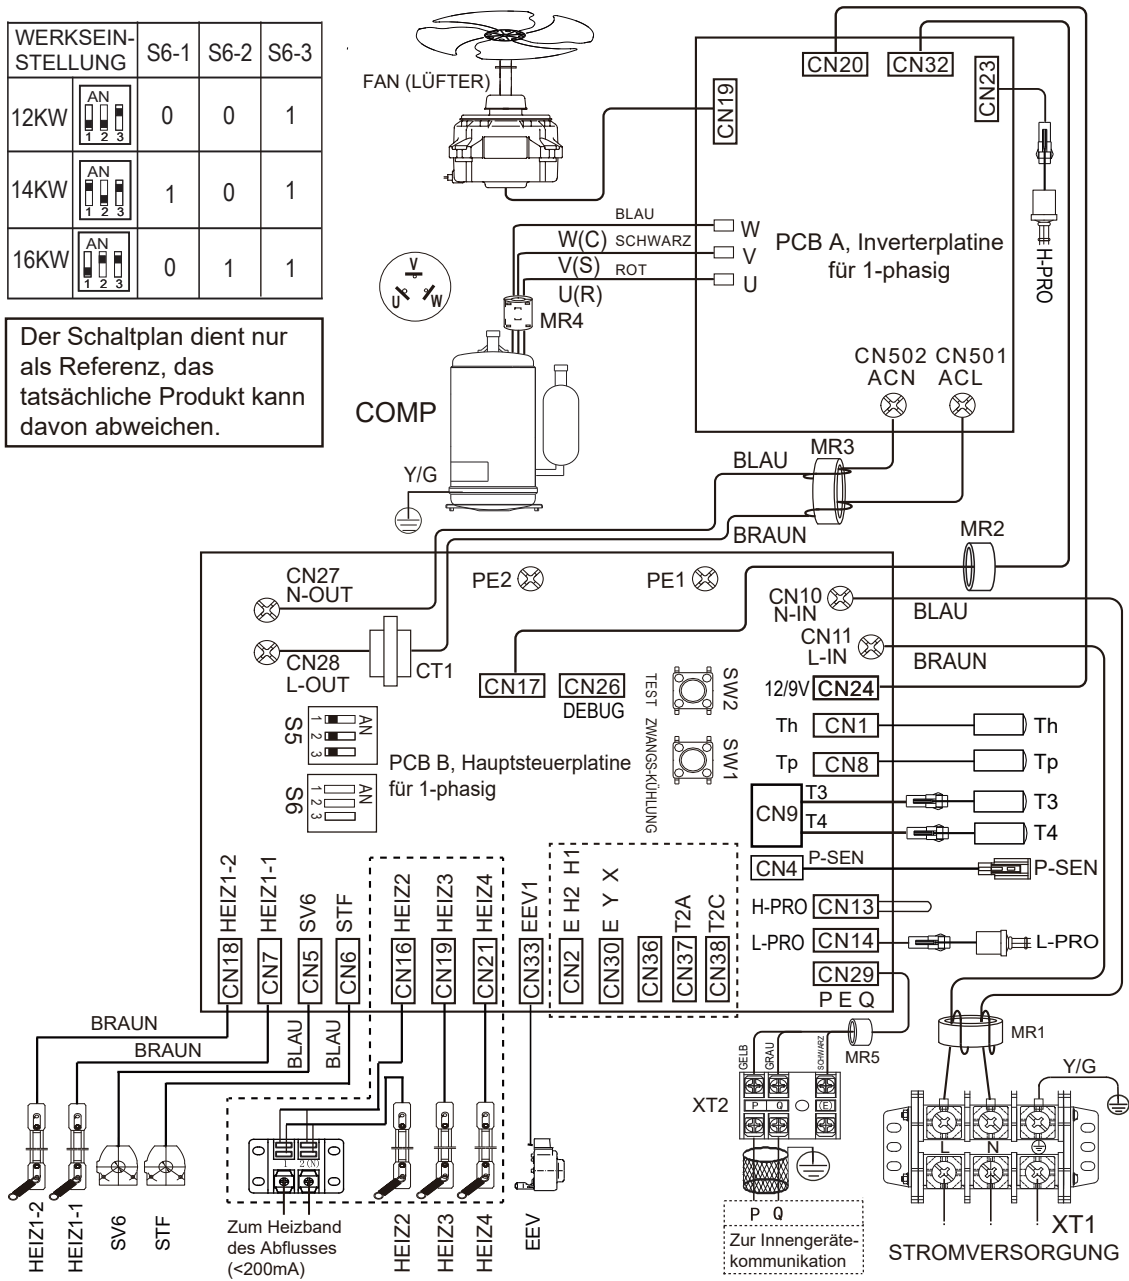 WERKSEIN-
STELLUNG S6-1 S6-2 S6-3
12KW AN 1 2 3 0 0 1
14KW AN 1 2 3 1 0 1
16KW AN 1 2 3 0 1 1
Der Schaltplan dient nur
als Referenz, das
tatsächliche Produkt kann
davon abweichen.
FAN (LÜFTER)
CN20 CN32
CN19
CN23
H-PRO
PCB A, Inverterplatine
für 1-phasig
BLAU W
W(C) SCHWARZ V
V(S) ROT U
U(R)
MR4
V
U W
COMP
Y/G
CN502 CN501
ACN ACL
MR3
BLAU
BRAUN
MR2
CN27
N-OUT
PE2
PE1
CN10
N-IN
BLAU
CN11
L-IN
BRAUN
CN28
L-OUT
CT1
CN17
CN26
DEBUG
TEST
SW2
ZWANGS-KÜHLUNG
SW1
12/9V CN24
Th CN1 Th
Tp CN8 Tp
CN9
T3 T3
T4 T4
CN4 P-SEN P-SEN
H-PRO CN13
L-PRO CN14 L-PRO
CN29
P E Q
S5 1 2 3 AN
S6 1 2 3 AN
PCB B, Hauptsteuerplatine
für 1-phasig
HEIZ1-2
HEIZ1-1
SV6
STF
HEIZ2
HEIZ3
HEIZ4
EEV1
E H2 H1
E Y X
T2A
T2C
CN18
CN7
CN5
CN6
CN16
CN19
CN21
CN33
CN2
CN30
CN36
CN37
CN38
BRAUN
BRAUN
BLAU
BLAU
1 2(N)
HEIZ1-2
HEIZ1-1
SV6
STF
Zum Heizband
des Abflusses
(<200mA)
HEIZ2
HEIZ3
HEIZ4
EEV
GELB
GRAU
SCHWARZ
MR5
XT2
P Q (E)
P Q
Zur Innengeräte-
kommunikation
MR1
Y/G
L N
XT1
STROMVERSORGUNG